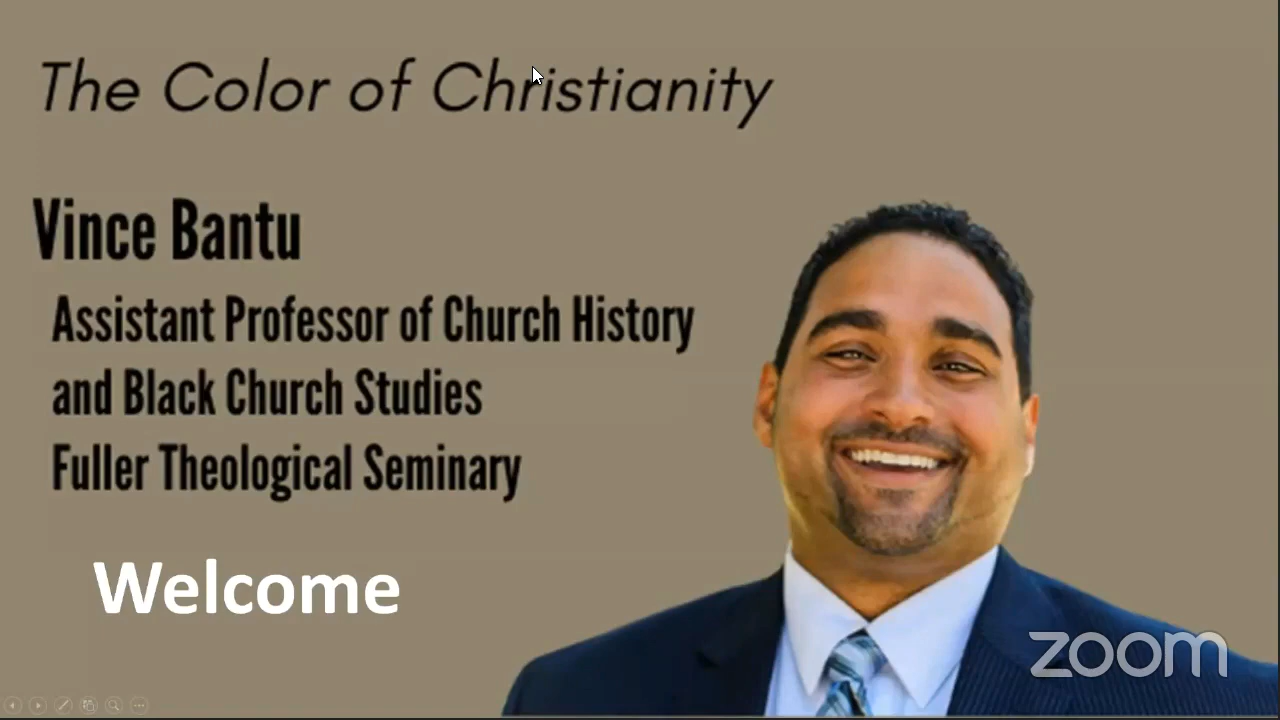 The Color of Christianity
Vince Bantu
Assistant Professor of Church History
and Black Church Studies
Fuller Theological Seminary
Welcome
zoom